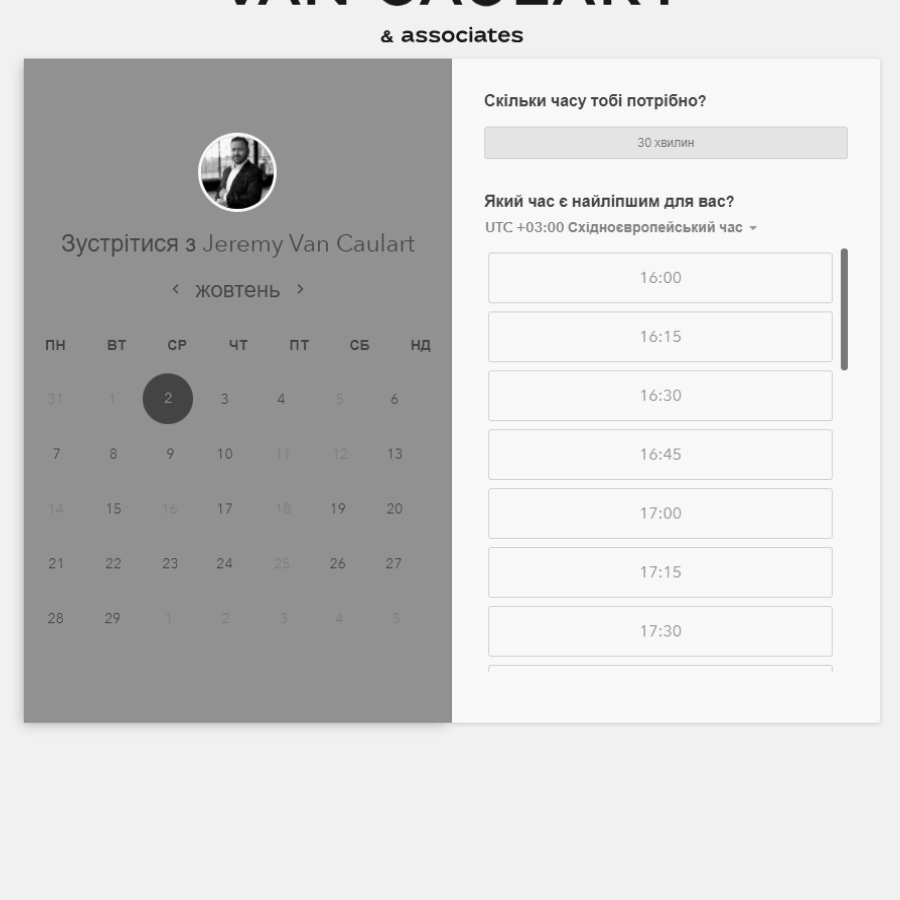 VAN CAULART
& associates
Зустрітися з Jeremy Van Caulart
жовтень
ПН ВТ СР ЧТ ПТ СБ НД
31 1 2 3 4 5 6
7 8 9 10 11 12 13
14 15 16 17 18 19 20
21 22 23 24 25 26 27
28 29 1 2 3 4 5
Скільки часу тобі потрібно?
30 хвилин
Який час є найліпшим для вас?
UTC +03:00 Східноєвропейський час
16:00
16:15
16:30
16:45
17:00
17:15
17:30